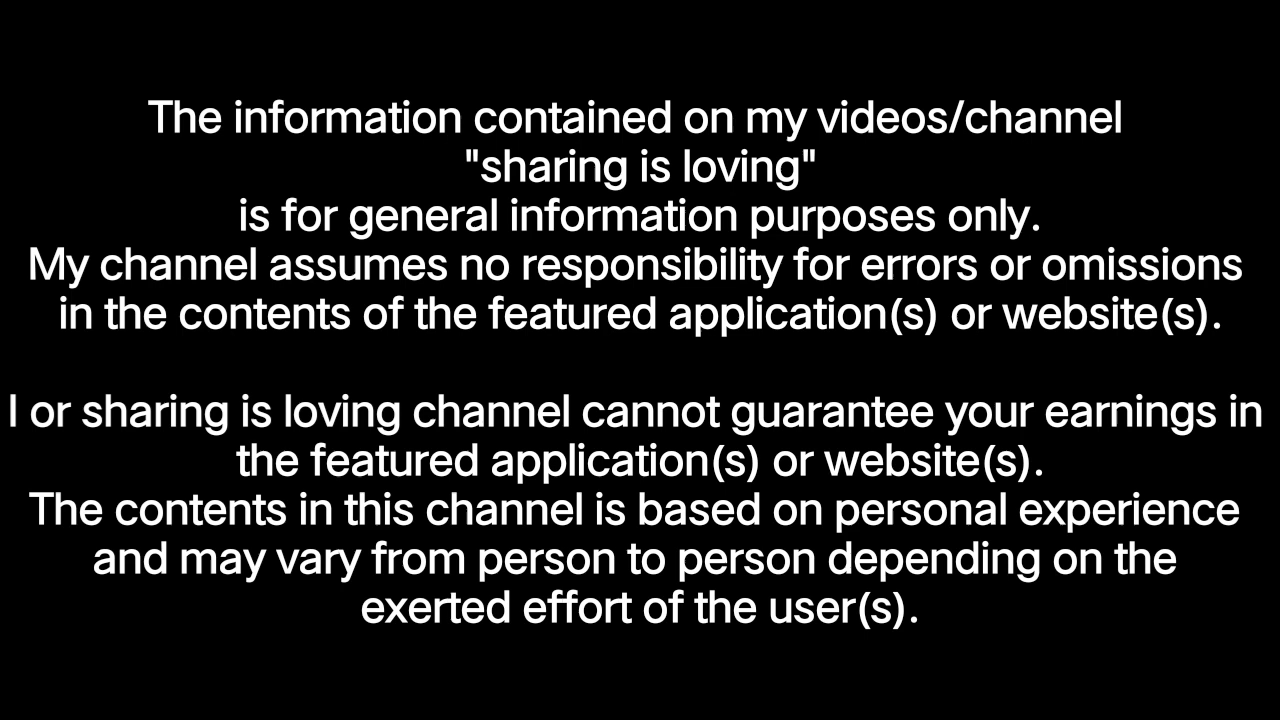 The information contained on my videos/channel
"sharing is loving"
is for general information purposes only.
My channel assumes no responsibility for errors or omissions
in the contents of the featured application(s) or website(s).
I or sharing is loving channel cannot guarantee your earnings in
the featured application(s) or website(s).
The contents in this channel is based on personal experience
and may vary from person to person depending on the
exerted effort of the user(s).